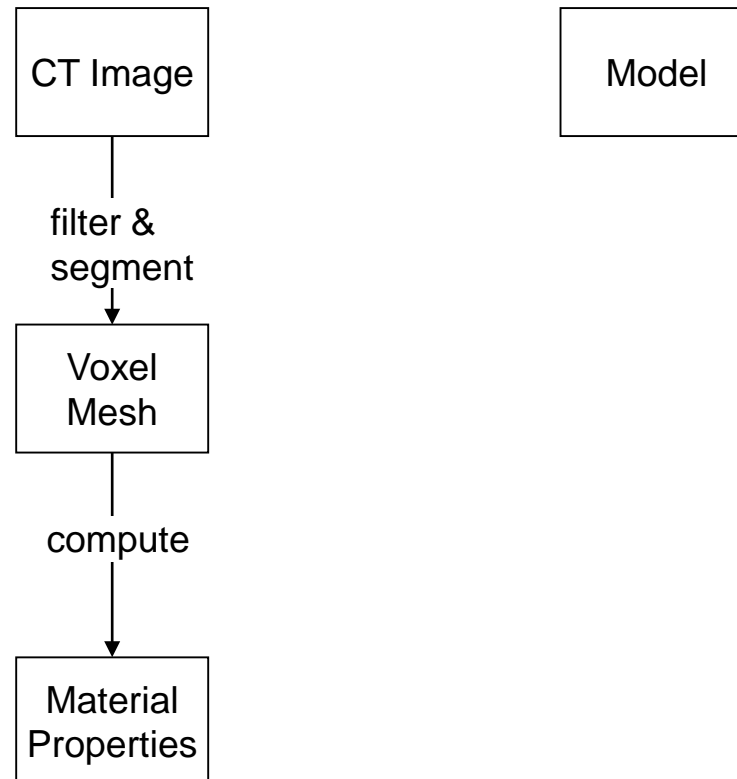 CT Image
Model
filter &
segment
Voxel
Mesh
compute
Material
Properties